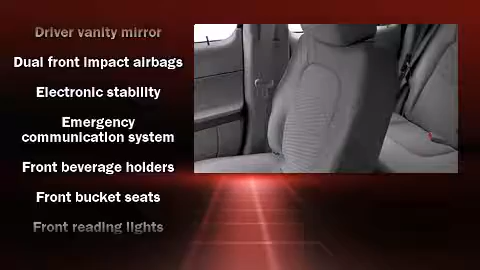 Driver vanity mirror
Dual front impact airbags
Electronic stability
Emergency
communication system
Front beverage holders
Front bucket seats
Front reading lights